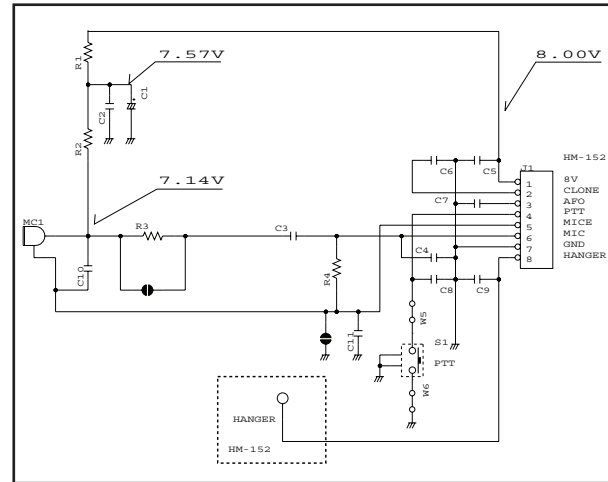 7.57V
8.00V
R1
C2
C1
R2
HM-152
J1
C6
C5
1
8V
2
CLONE
C7
3
AFO
4
PTT
7.14V
5
MICE
MC1
R3
C3
6
MIC
7
GND
C4
8
HANGER
C10
R4
C8
C9
W5
C11
S1
PTT
W6
HANGER
HM-152